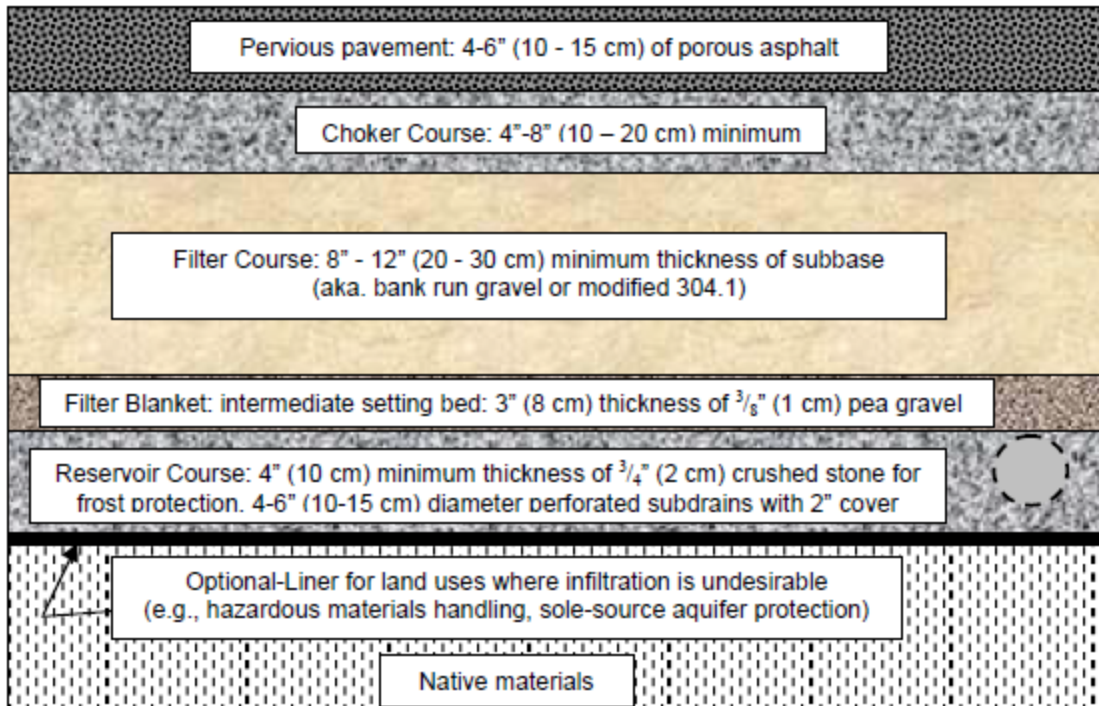 Pervious pavement: 4-6” (10 - 15 cm) of porous asphalt
Choker Course: 4”-8” (10 – 20 cm) minimum
Filter Course: 8” - 12” (20 - 30 cm) minimum thickness of subbase
(aka. bank run gravel or modified 304.1)
Filter Blanket: intermediate setting bed: 3” (8 cm) thickness of 3/8” (1 cm) pea gravel
Reservoir Course: 4” (10 cm) minimum thickness of 3/4” (2 cm) crushed stone for
frost protection. 4-6” (10-15 cm) diameter perforated subdrains with 2” cover
Optional-Liner for land uses where infiltration is undesirable
(e.g., hazardous materials handling, sole-source aquifer protection)
Native materials